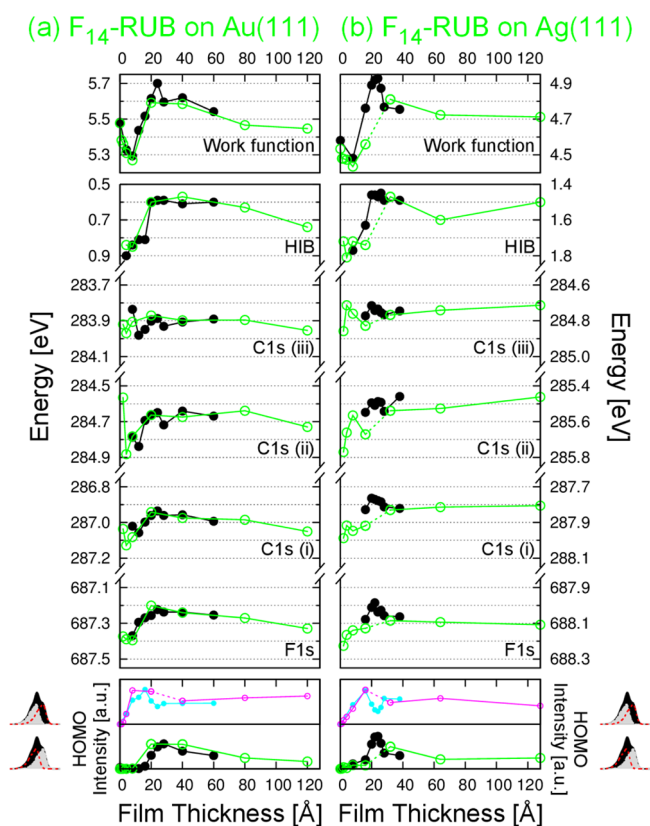 (a) F₁₄-RUB on Au(111) (b) F₁₄-RUB on Ag(111)
0 20 40 60 80 100 120 0 20 40 60 80 100 120
5.7
5.5
5.3
Work function
4.9
4.7
4.5
Work function
0.5
0.7
0.9
HIB
1.4
1.6
1.8
HIB
283.7
283.9
284.1
C1s (iii)
284.6
284.8
285.0
C1s (iii)
284.5
284.7
284.9
C1s (ii)
285.4
285.6
285.8
C1s (ii)
286.8
287.0
287.2
C1s (i)
287.7
287.9
288.1
C1s (i)
687.1
687.3
687.5
F1s
687.9
688.1
688.3
F1s
Energy [eV]
Energy [eV]
HOMO
Intensity [a.u.]
HOMO
Intensity [a.u.]
0 20 40 60 80 100 120 0 20 40 60 80 100 120
Film Thickness [Å] Film Thickness [Å]